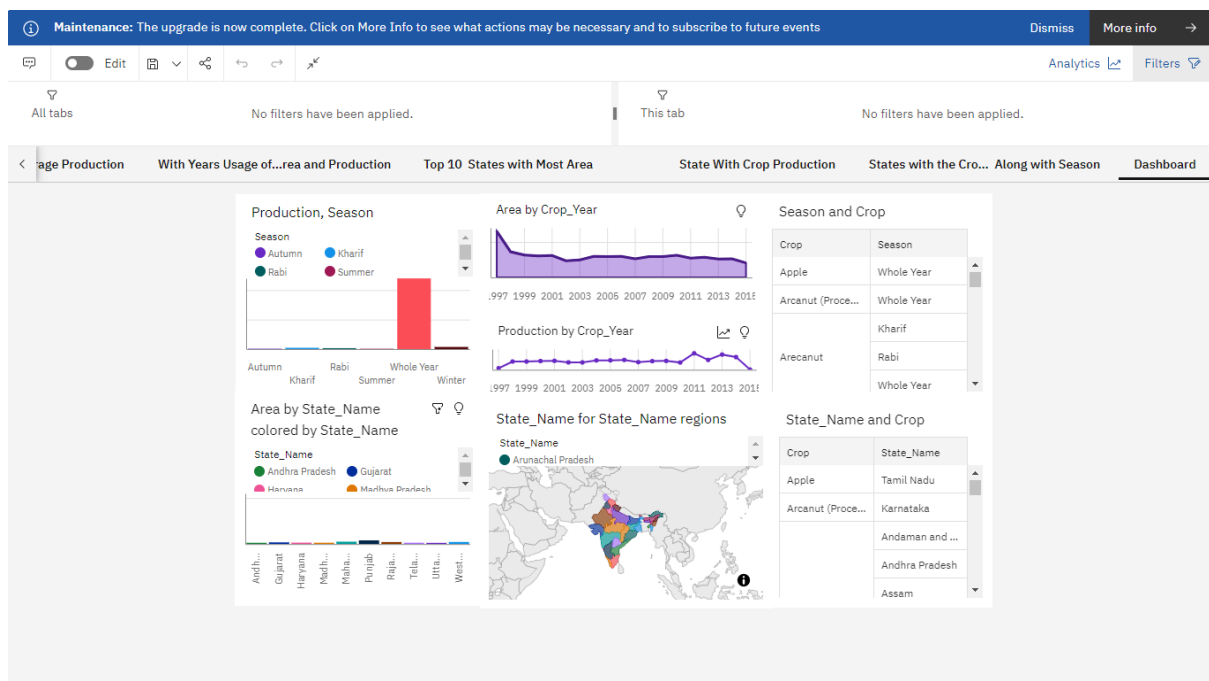 Maintenance: The upgrade is now complete. Click on More Info to see what actions may be necessary and to subscribe to future events
Dismiss
More info
Edit
Analytics
Filters
All tabs
No filters have been applied.
This tab
No filters have been applied.
rage Production
With Years Usage of...rea and Production
Top 10 States with Most Area
State With Crop Production
States with the Cro... Along with Season
Dashboard
Production, Season
Season
Autumn
Kharif
Rabi
Summer
Autumn
Rabi
Whole Year
Kharif
Summer
Winter
Area by Crop_Year
1997 1999 2001 2003 2005 2007 2009 2011 2013
Production by Crop_Year
1997 1999 2001 2003 2005 2007 2009 2011 2013
Season and Crop
Crop
Season
Apple
Whole Year
Arcanut (Proce...
Whole Year
Arecanut
Kharif
Rabi
Whole Year
Area by State_Name
colored by State_Name
State_Name
Andhra Pradesh
Gujarat
Haryana
Madhya Pradesh
Andh...
Gujarat
Haryana
Madh...
Maha...
Punjab
Raja...
Tela...
Utta...
West...
State_Name for State_Name regions
State_Name
Arunachal Pradesh
State_Name and Crop
Crop
State_Name
Apple
Tamil Nadu
Arcanut (Proce...
Karnataka
Andaman and ...
Andhra Pradesh
Assam